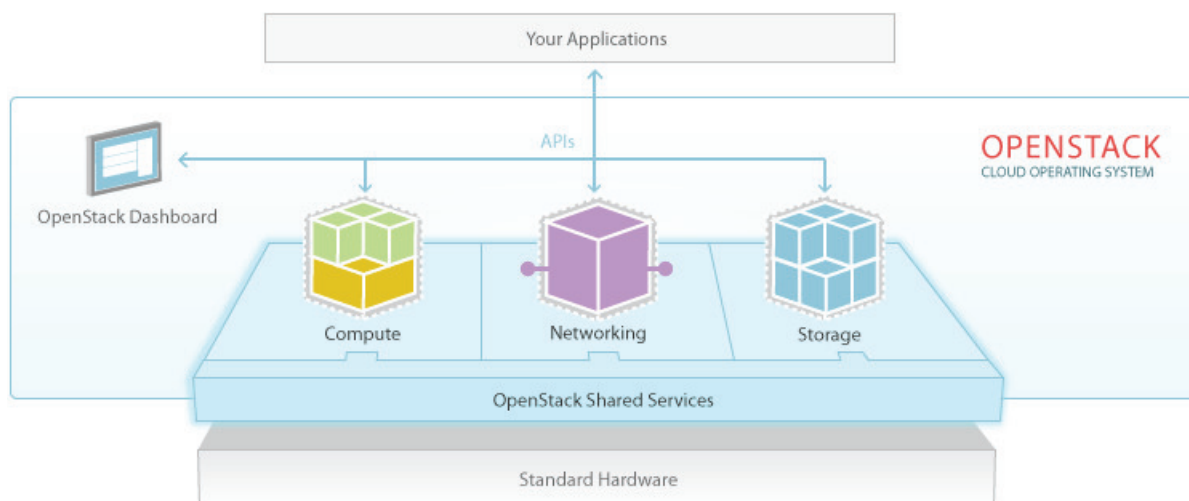 Your Applications
APIs
OPENSTACK
CLOUD OPERATING SYSTEM
OpenStack Dashboard
Compute
Networking
Storage
OpenStack Shared Services
Standard Hardware